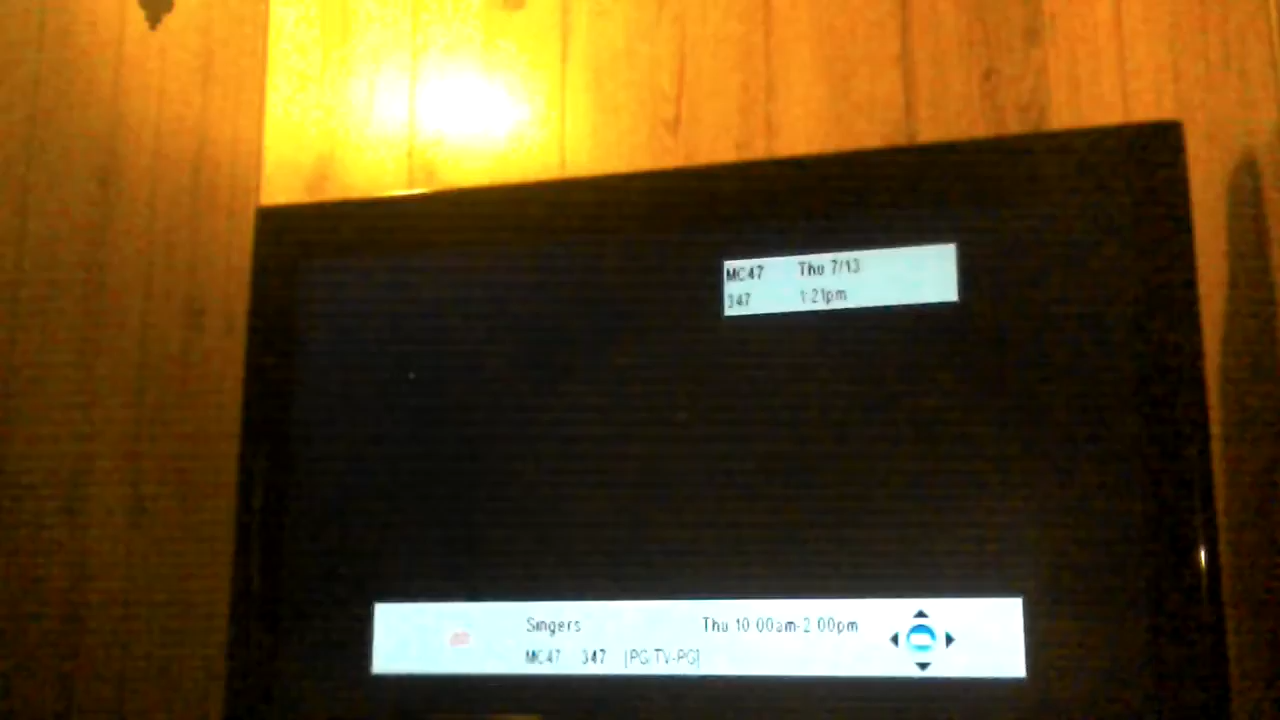 MC47 Thu 7/13
347 1:21pm
Singers Thu 10:00am-2:00pm
MC47 347 [PG/TV-PG]